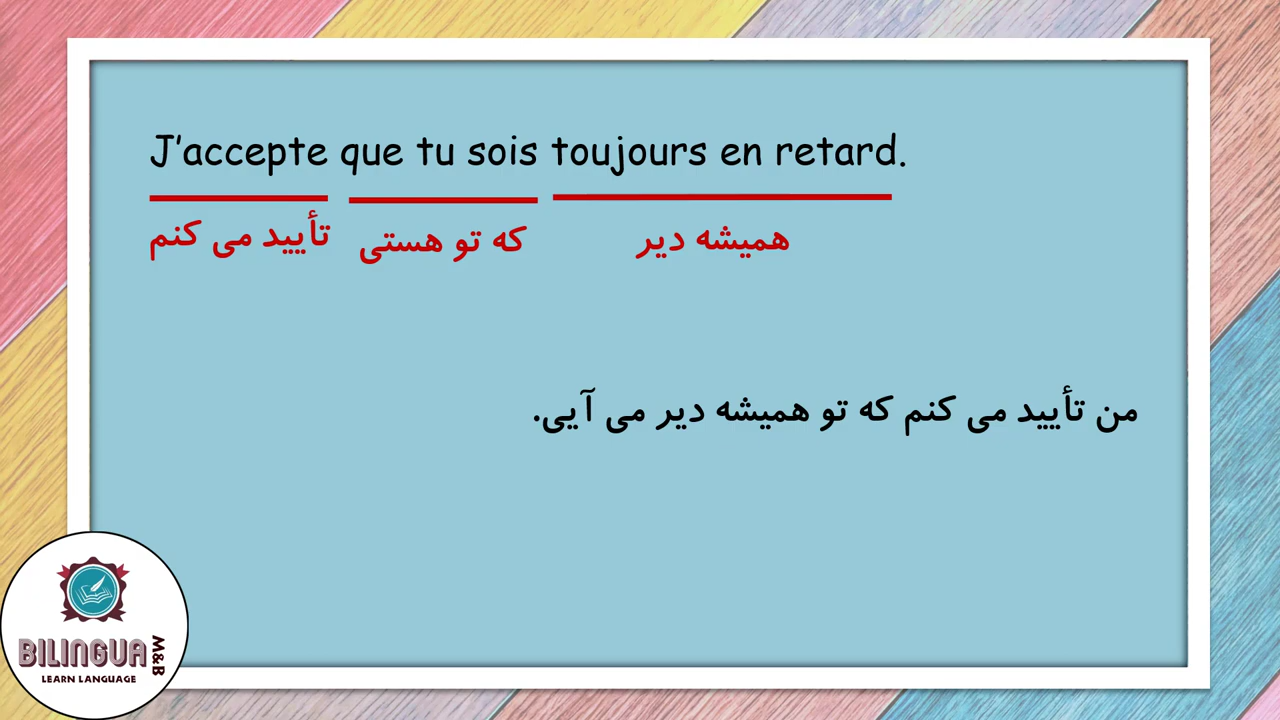 J'accepte que tu sois toujours en retard.
تأیید می کنم
که تو هستی
همیشه دیر
من تأیید می کنم که تو همیشه دیر می آیی.
BILINGUA
M&B
LEARN LANGUAGE